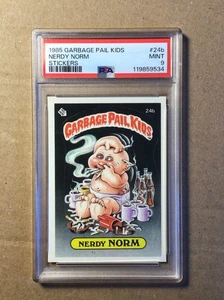 1985 GARBAGE PAIL KIDS #24b
NERDY NORM MINT
STICKERS 9
PSA 119859534
24b
GARBAGE PAIL KIDS
NERDY NORM